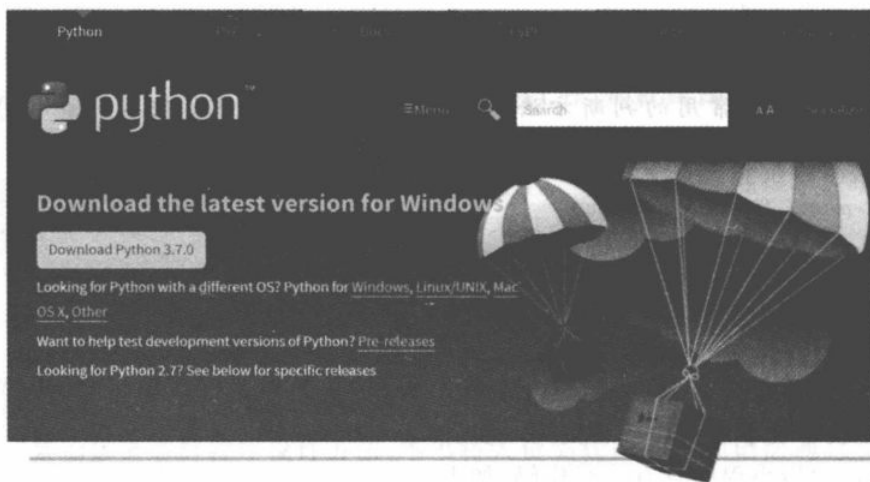 Python
python
Menu
Search
A A
Download the latest version for Windows
Download Python 3.7.0
Looking for Python with a different OS? Python for Windows, Linux/UNIX, Mac
OS X, Other
Want to help test development versions of Python? Pre-releases
Looking for Python 2.7? See below for specific releases